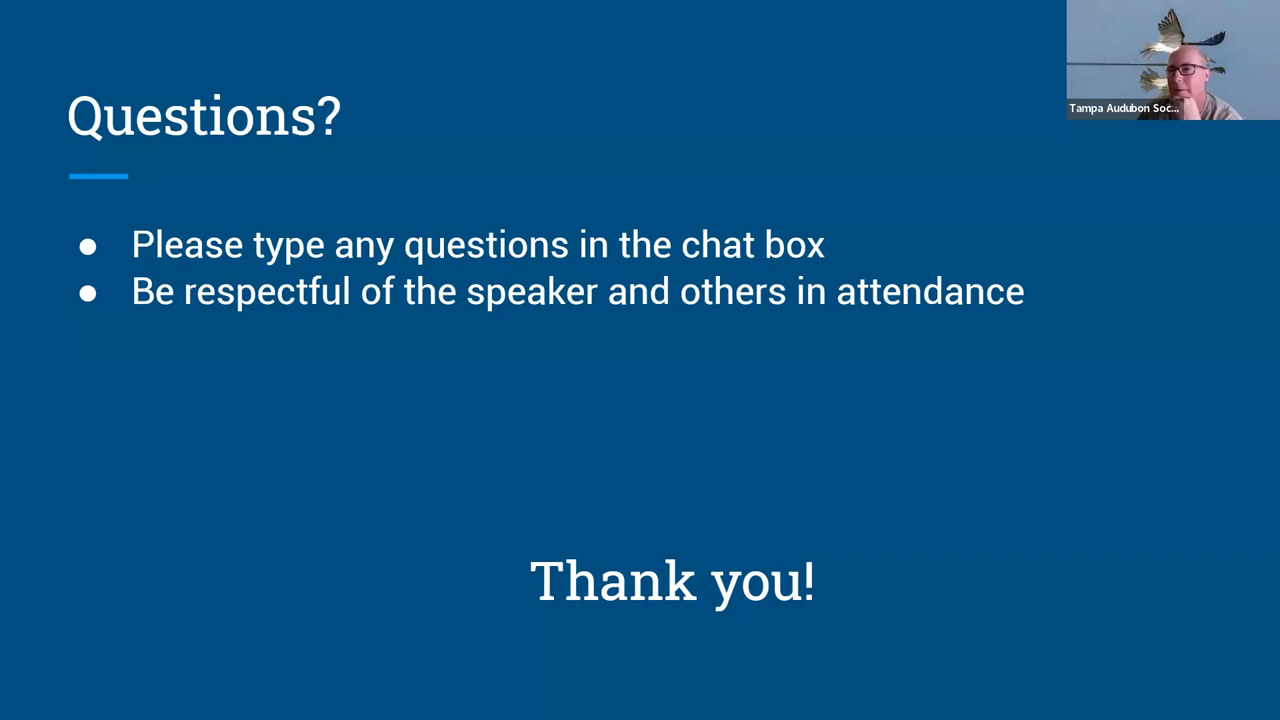 Tampa Audubon Soc...
Questions?
● Please type any questions in the chat box
● Be respectful of the speaker and others in attendance
Thank you!